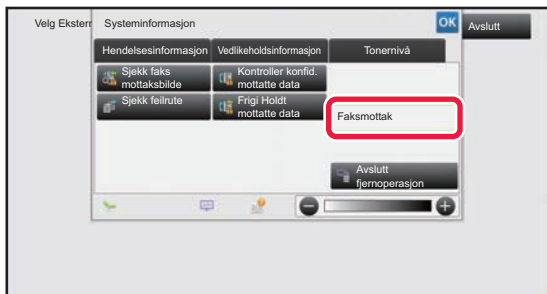 Velg Ekstern
Systeminformasjon
OK
Avslutt
Hendelsesinformasjon
Vedlikeholdsinformasjon
Tonernivå
Sjekk faks
mottaksbilde
Kontroller konfid.
mottatte data
Sjekk feilrute
Frigi Holdt
mottatte data
Faksmottak
Avslutt
fjernoperasjon